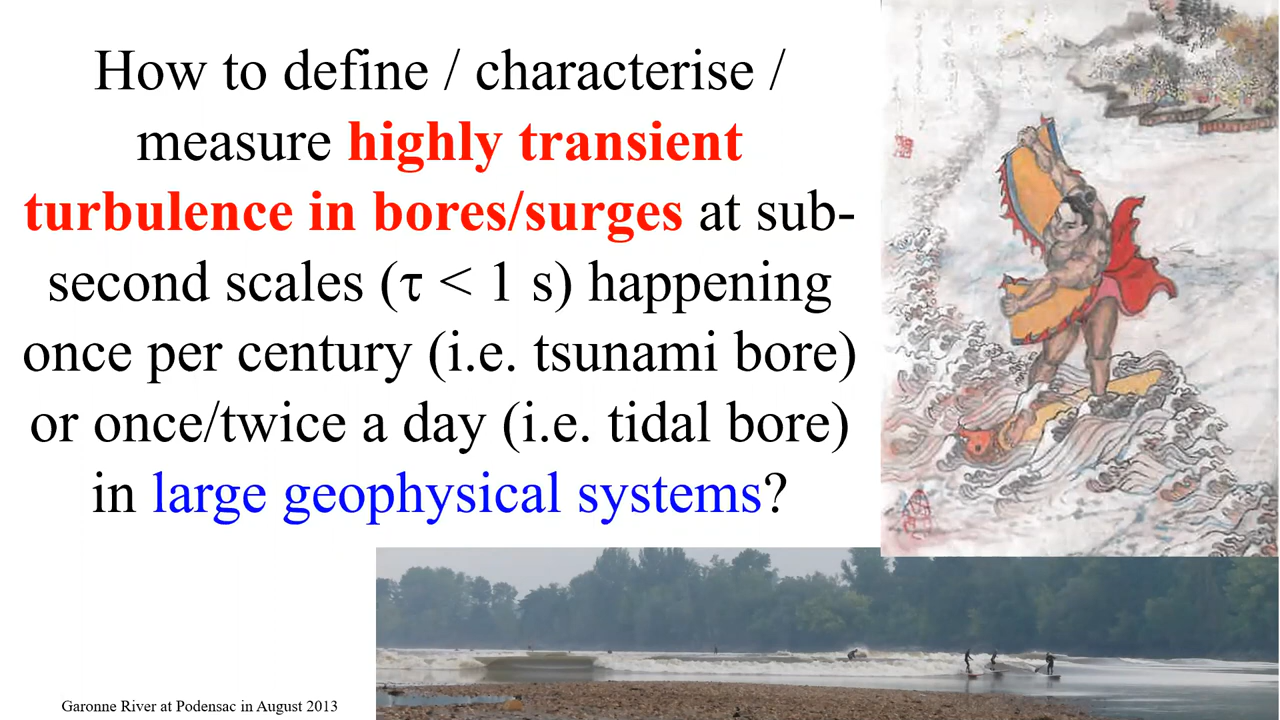 How to define / characterise /
measure highly transient
turbulence in bores/surges at sub-
second scales (τ < 1 s) happening
once per century (i.e. tsunami bore)
or once/twice a day (i.e. tidal bore)
in large geophysical systems?
Garonne River at Podensac in August 2013